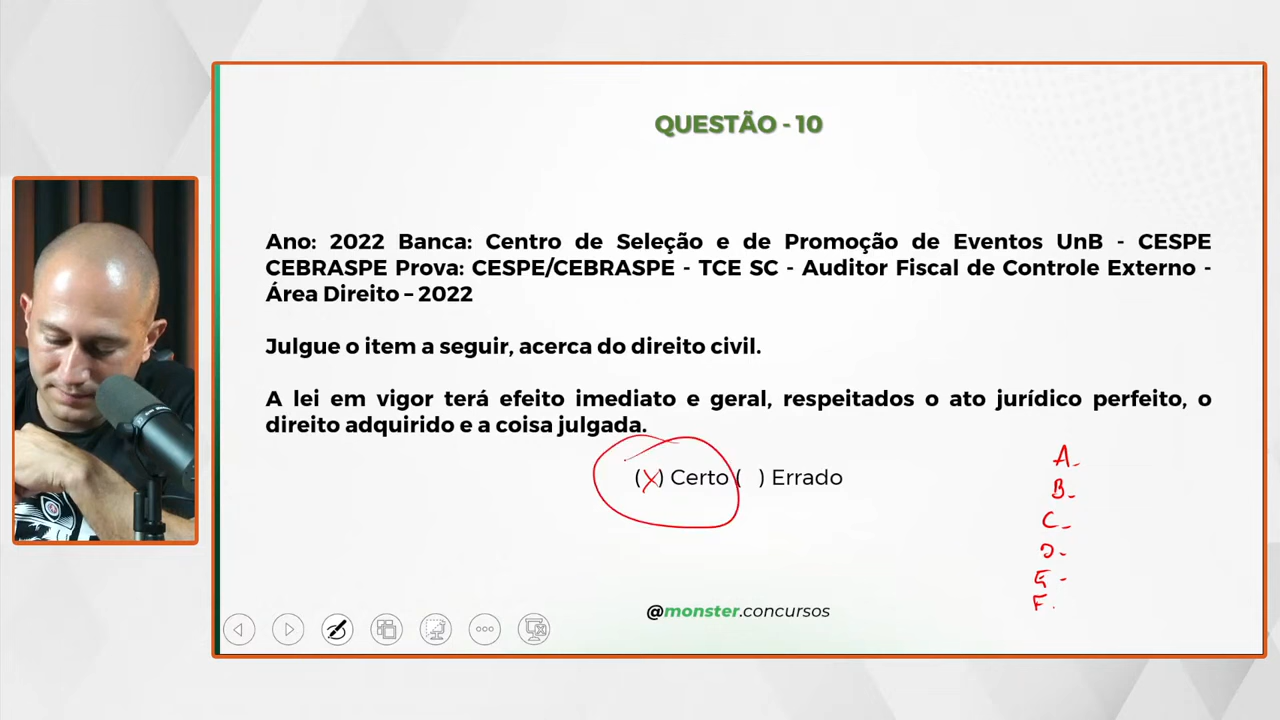 QUESTÃO - 10
Ano: 2022 Banca: Centro de Seleção e de Promoção de Eventos UnB - CESPE
CEBRASPE Prova: CESPE/CEBRASPE - TCE SC - Auditor Fiscal de Controle Externo -
Área Direito – 2022
Julgue o item a seguir, acerca do direito civil.
A lei em vigor terá efeito imediato e geral, respeitados o ato jurídico perfeito, o
direito adquirido e a coisa julgada.
(X) Certo ( ) Errado
A-
B-
C-
D-
E-
F.
@monster.concursos